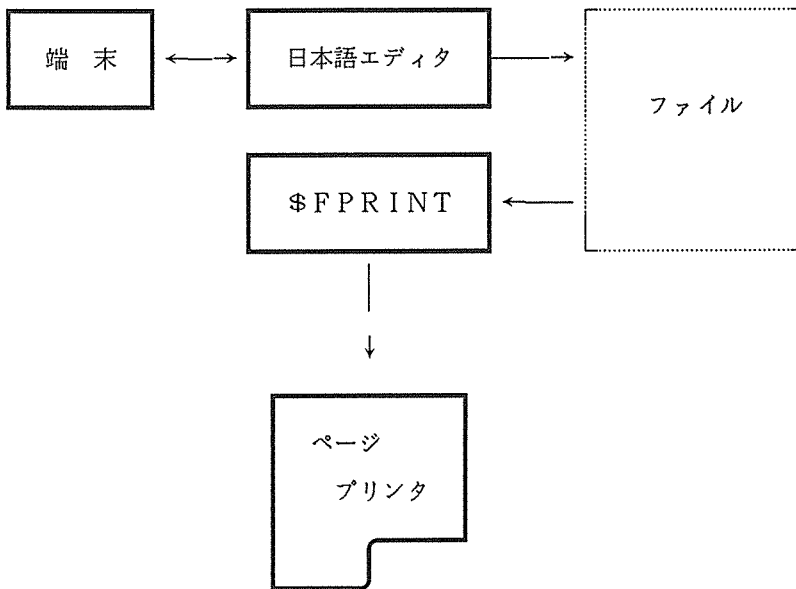 端　末
日本語エディタ
ファイル
＄ＦＰＲＩＮＴ
ページ
プリンタ